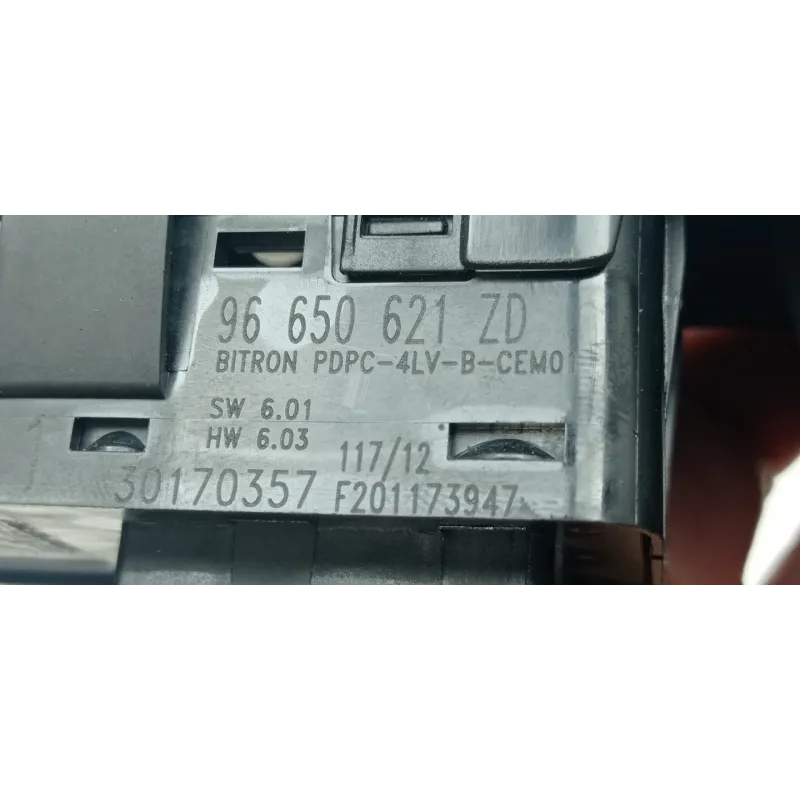 96 650 621 ZD
BITRON PDPC-4LV-B-CEM01
SW 6.01
HW 6.03
117/12
30170357
F201173947